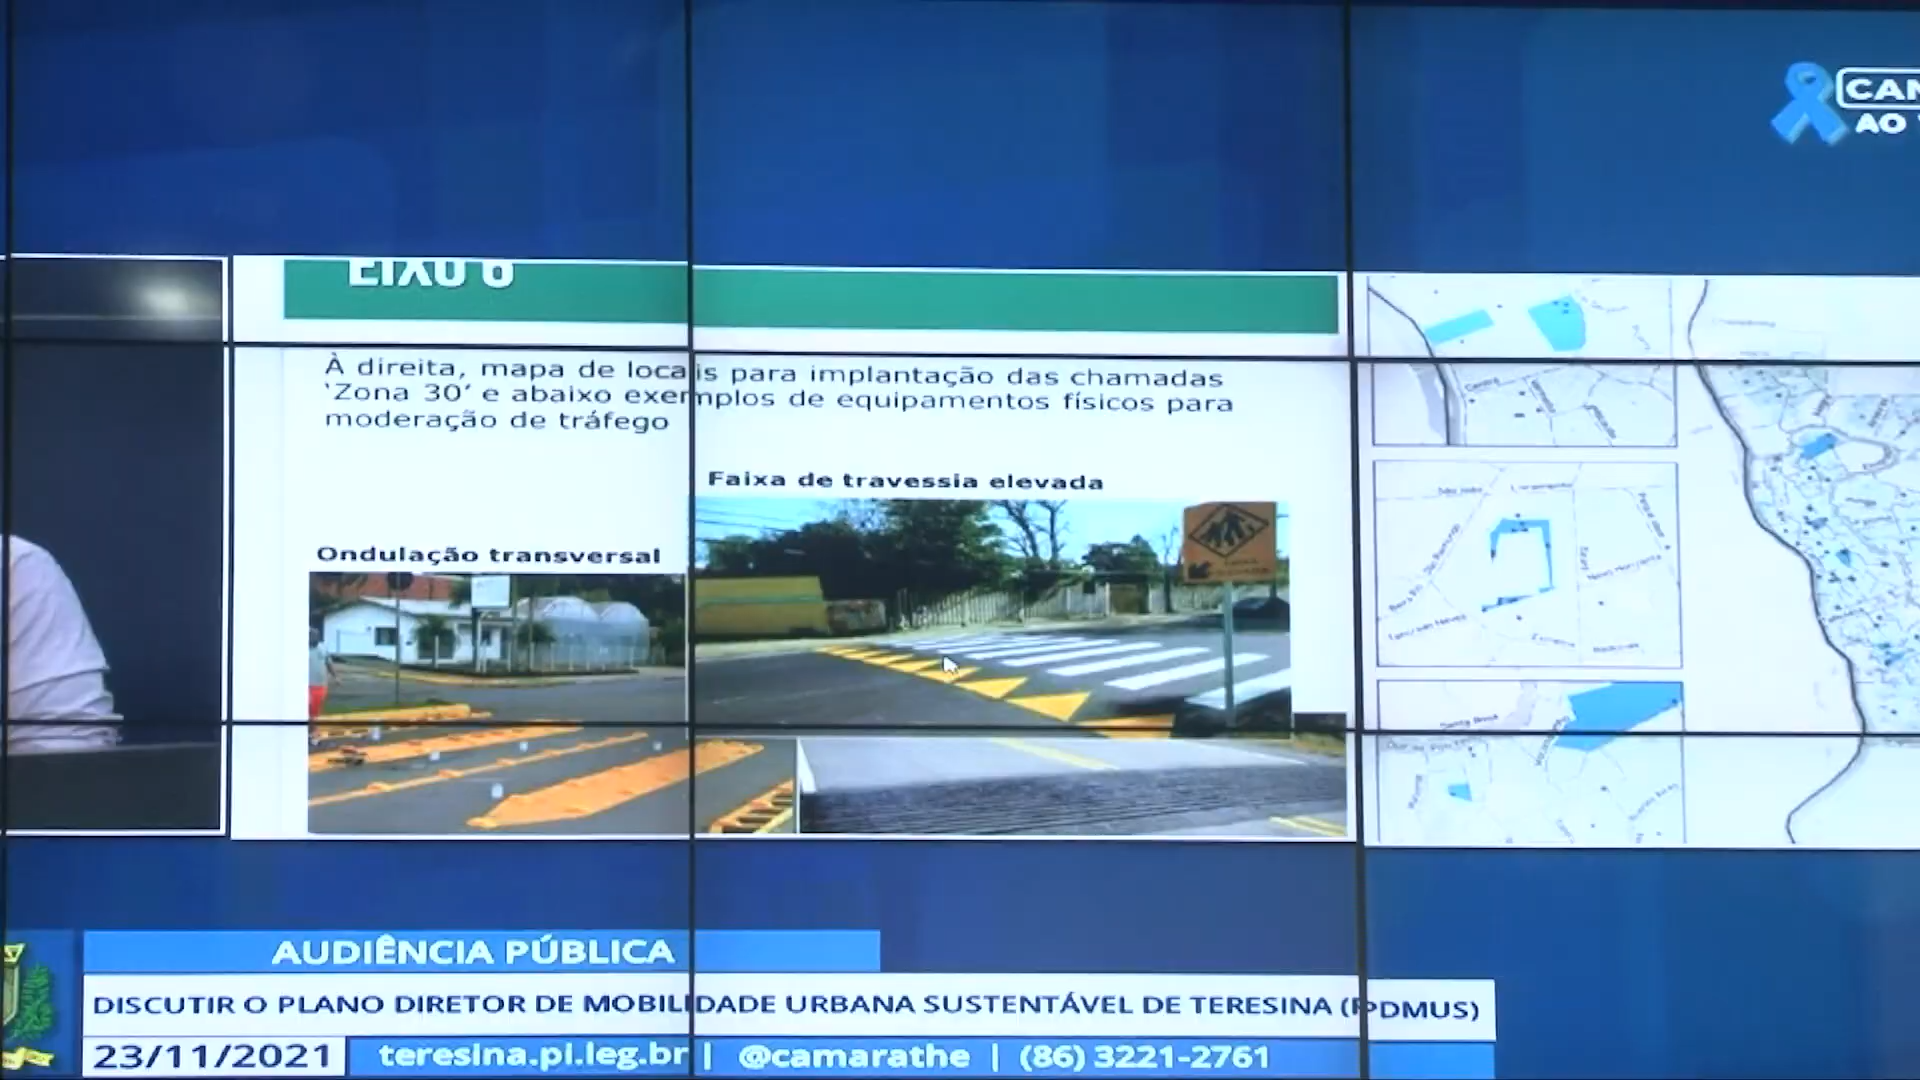 CAM
AO
EIXO 6
À direita, mapa de locais para implantação das chamadas
‘Zona 30’ e abaixo exemplos de equipamentos físicos para
moderação de tráfego
Faixa de travessia elevada
Ondulação transversal
AUDIÊNCIA PÚBLICA
DISCUTIR O PLANO DIRETOR DE MOBILIDADE URBANA SUSTENTÁVEL DE TERESINA (PDMUS)
23/11/2021 teresina.pi.leg.br | @camarathe | (86) 3221-2761